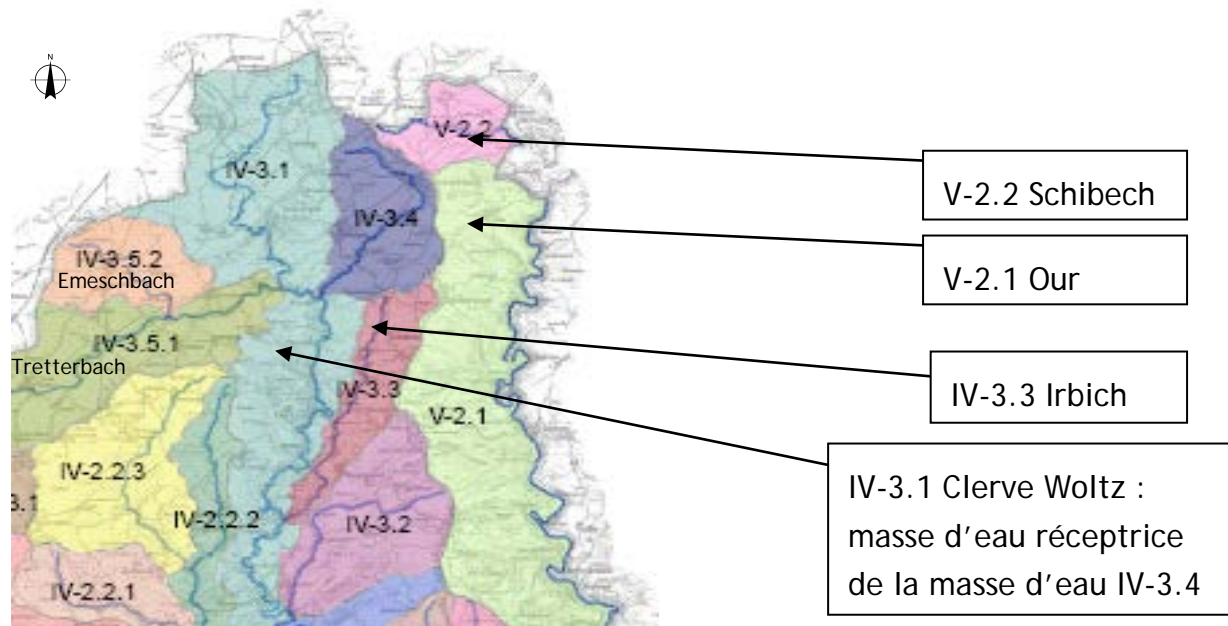 N
V-2.2
IV-3.1
IV-3.4
IV-3.5.2
Emeschbach
IV-3.5.1
Tretterbach
IV-3.3
V-2.1
IV-2.2.3
3.1
IV-2.2.2
IV-3.2
IV-2.2.1
V-2.2 Schibech
V-2.1 Our
IV-3.3 Irbich
IV-3.1 Clerve Woltz :
masse d’eau réceptrice
de la masse d’eau IV-3.4